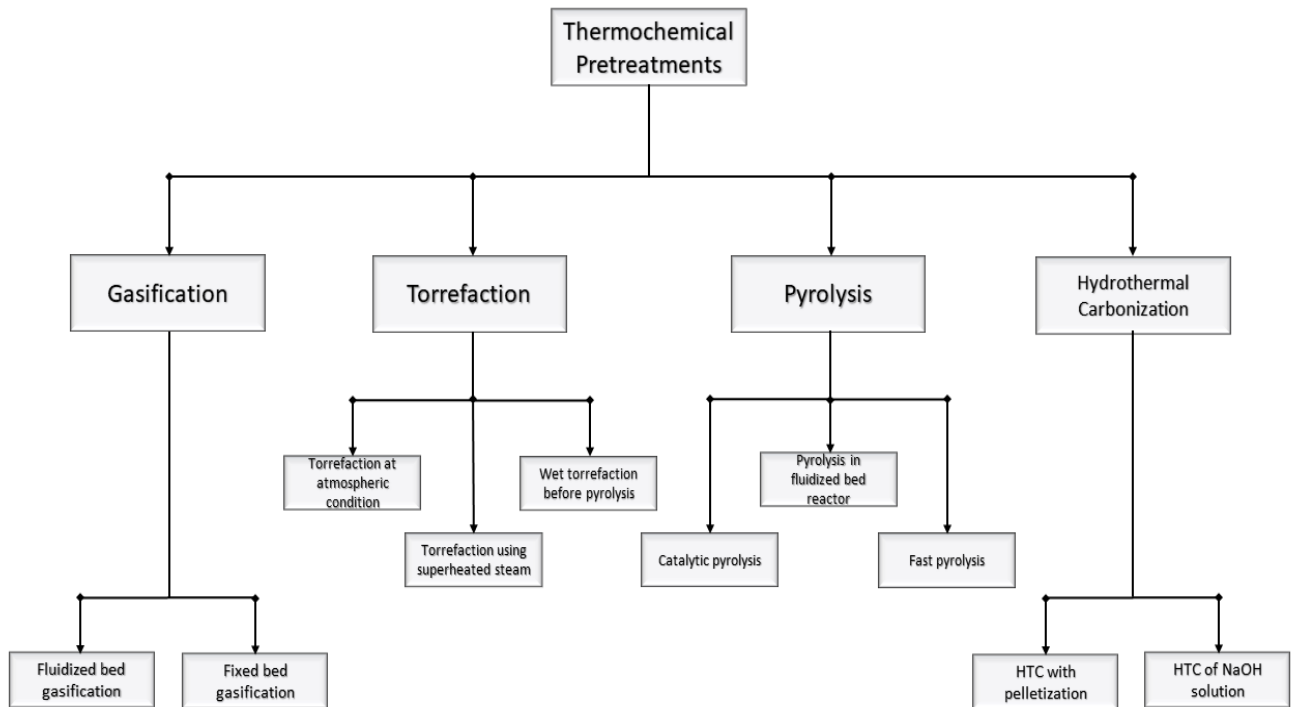 Thermochemical
Pretreatments
Gasification
Torrefaction
Pyrolysis
Hydrothermal
Carbonization
Torrefaction at
atmospheric
condition
Wet torrefaction
before pyrolysis
Pyrolysis in
fluidized bed
reactor
Torrefaction using
superheated steam
Catalytic pyrolysis
Fast pyrolysis
Fluidized bed
gasification
Fixed bed
gasification
HTC with
pelletization
HTC of NaOH
solution